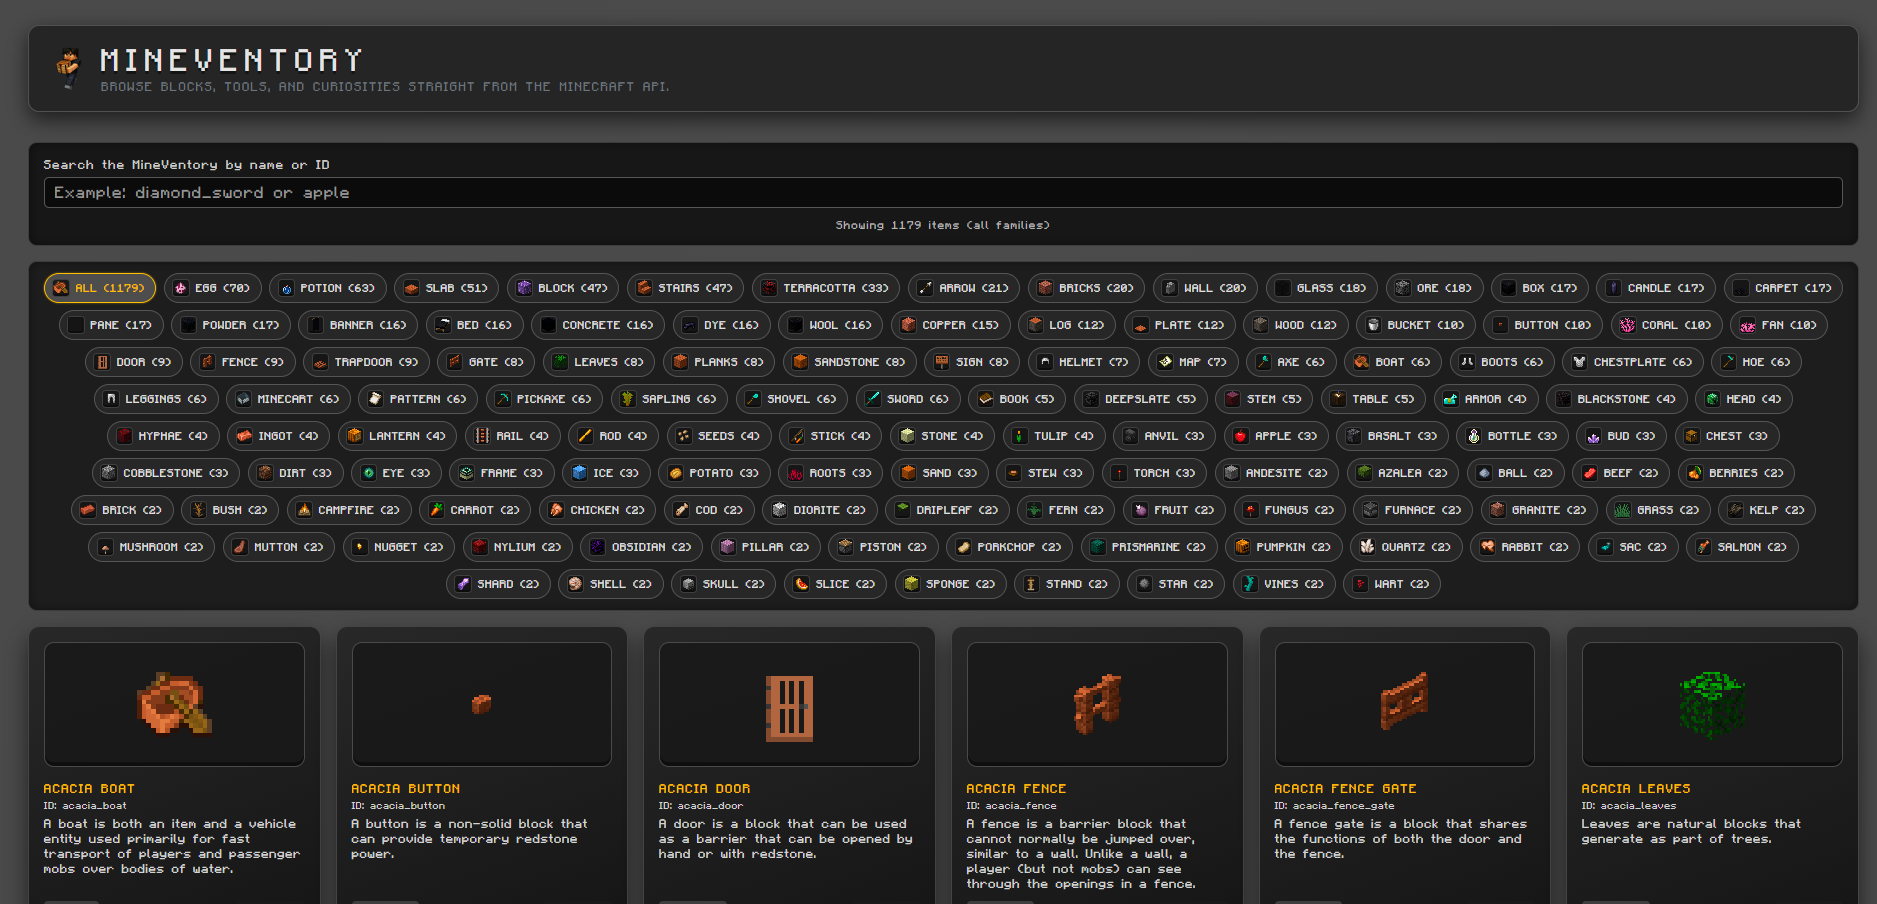 MINEVENTORY
BROWSE BLOCKS, TOOLS, AND CURIOSITIES STRAIGHT FROM THE MINECRAFT API.
Search the MineVentory by name or ID
Example: diamond_sword or apple
Showing 1179 items (all families)
ALL (1179) EGG (70) POTION (63) SLAB (51) BLOCK (47) STAIRS (47) TERRACOTTA (33) ARROW (21) BRICKS (20) WALL (20) GLASS (18) ORE (18) BOX (17) CANDLE (17) CARPET (17)
PANE (17) POWDER (17) BANNER (16) BED (16) CONCRETE (16) DYE (16) WOOL (16) COPPER (15) LOG (12) PLATE (12) WOOD (12) BUCKET (10) BUTTON (10) CORAL (10) FAN (10)
DOOR (9) FENCE (9) TRAPDOOR (9) GATE (8) LEAVES (8) PLANKS (8) SANDSTONE (8) SIGN (8) HELMET (7) MAP (7) AXE (6) BOAT (6) BOOTS (6) CHESTPLATE (6) HOE (6)
LEGGINGS (6) MINECART (6) PATTERN (6) PICKAXE (6) SAPLING (6) SHOVEL (6) SWORD (6) BOOK (5) DEEPSLATE (5) STEM (5) TABLE (5) ARMOR (4) BLACKSTONE (4) HEAD (4)
HYPHAE (4) INGOT (4) LANTERN (4) RAIL (4) ROD (4) SEEDS (4) STICK (4) STONE (4) TULIP (4) ANVIL (3) APPLE (3) BASALT (3) BOTTLE (3) BUD (3) CHEST (3)
COBBLESTONE (3) DIRT (3) EYE (3) FRAME (3) ICE (3) POTATO (3) ROOTS (3) SAND (3) STEW (3) TORCH (3) ANDESITE (2) AZALEA (2) BALL (2) BEEF (2) BERRIES (2)
BRICK (2) BUSH (2) CAMPFIRE (2) CARROT (2) CHICKEN (2) COD (2) DIORITE (2) DRIPLEAF (2) FERN (2) FRUIT (2) FUNGUS (2) FURNACE (2) GRANITE (2) GRASS (2) KELP (2)
MUSHROOM (2) MUTTON (2) NUGGET (2) NYLIUM (2) OBSIDIAN (2) PILLAR (2) PISTON (2) PORKCHOP (2) PRISMARINE (2) PUMPKIN (2) QUARTZ (2) RABBIT (2) SAC (2) SALMON (2)
SHARD (2) SHELL (2) SKULL (2) SLICE (2) SPONGE (2) STAND (2) STAR (2) VINES (2) WART (2)
ACACIA BOAT
ID: acacia_boat
A boat is both an item and a vehicle
entity used primarily for fast
transport of players and passenger
mobs over bodies of water.
ACACIA BUTTON
ID: acacia_button
A button is a non-solid block that
can provide temporary redstone
power.
ACACIA DOOR
ID: acacia_door
A door is a block that can be used
as a barrier that can be opened by
hand or with redstone.
ACACIA FENCE
ID: acacia_fence
A fence is a barrier block that
cannot normally be jumped over,
similar to a wall. Unlike a wall, a
player (but not mobs) can see
through the openings in a fence.
ACACIA FENCE GATE
ID: acacia_fence_gate
A fence gate is a block that shares
the functions of both the door and
the fence.
ACACIA LEAVES
ID: acacia_leaves
Leaves are natural blocks that
generate as part of trees.